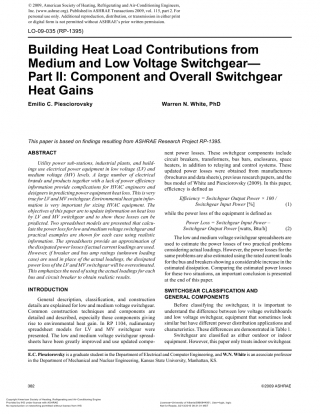 © 2009, American Society of Heating, Refrigerating and Air-Conditioning Engineers,
Inc. (www.ashrae.org). Published in ASHRAE Transactions 2009, vol. 115, part 2. For
personal use only. Additional reproduction, distribution, or transmission in either print
or digital form is not permitted without ASHRAE's prior written permission.
LO-09-035 (RP-1395)
Building Heat Load Contributions from
Medium and Low Voltage Switchgear—
Part II: Component and Overall Switchgear
Heat Gains
Emilio C. Piesciorovsky
Warren N. White, PhD
This paper is based on findings resulting from ASHRAE Research Project RP-1395.
ABSTRACT
Utility power sub-stations, industrial plants, and build-
ings use electrical power equipment in low voltage (LV) and
medium voltage (MV) levels. A large number of electrical
brands and products together with a lack of power efficiency
information provide complications for HVAC engineers and
designers in predicting power equipment heat loss. This is very
true for LV and MV switchgear. Environmental heat gain infor-
mation is very important for sizing HVAC equipment. The
objectives of this paper are to update information on heat loss
by LV and MV switchgear and to show these losses can be
predicted. Two spreadsheet models are presented that calcu-
late the power loss for low and medium voltage switchgear and
practical examples are shown for each case using realistic
information. The spreadsheets provide an approximation of
the dissipated power losses if actual current loadings are used.
However, if breaker and bus amp ratings (network loading
case) are used in place of the actual loadings, the dissipated
power loss of the LV and MV switchgear will be overestimated.
This emphasizes the need of using the actual loadings for each
bus and circuit breaker to obtain realistic results.
INTRODUCTION
General description, classification, and construction
details are explained for low and medium voltage switchgear.
Common construction techniques and components are
detailed and described, especially those components giving
rise to environmental gain. In RP 1104, rudimentary
spreadsheet models for LV and MV switchgear were
presented. The low and medium voltage switchgear spread-
sheets have been greatly improved and use updated compo-
nent power losses. These switchgear components include
circuit breakers, transformers, bus bars, enclosures, space
heaters, in addition to relaying and control systems. These
updated power losses were obtained from manufacturers
(brochures and data sheets), previous research papers, and the
bus model of White and Piesciorovsky (2009). In this paper,
efficiency is defined as
Efficiency = Switchgear Output Power × 100 /
Switchgear Input Power [%] (1)
while the power loss of the equipment is defined as
Power Loss = Switchgear Input Power –
Switchgear Output Power [watts, Btu/h] (2)
The low and medium voltage switchgear spreadsheets are
used to estimate the power losses of two practical problems
considering actual loadings. However, the power losses for the
same problems are also estimated using the rated current loads
for the bus and breakers showing a considerable increase in the
estimated dissipation. Comparing the estimated power losses
for these two situations, an important conclusion is presented
at the end of this paper.
SWITCHGEAR CLASSIFICATION AND
GENERAL COMPONENTS
Before classifying the switchgear, it is important to
understand the difference between low voltage switchboards
and low voltage switchgear, equipment that sometimes look
similar but have different power distribution applications and
characteristics. These differences are demonstrated in Table 1.
Switchgear are classified as either outdoor or indoor
equipment. However, this paper only treats indoor switchgear.
E.C. Piesciorovsky is a graduate student in the Department of Electrical and Computer Engineering, and W.N. White is an associate professor
in the Department of Mechanical and Nuclear Engineering, Kansas State University, Manhattan, KS.
382
©2009 ASHRAE